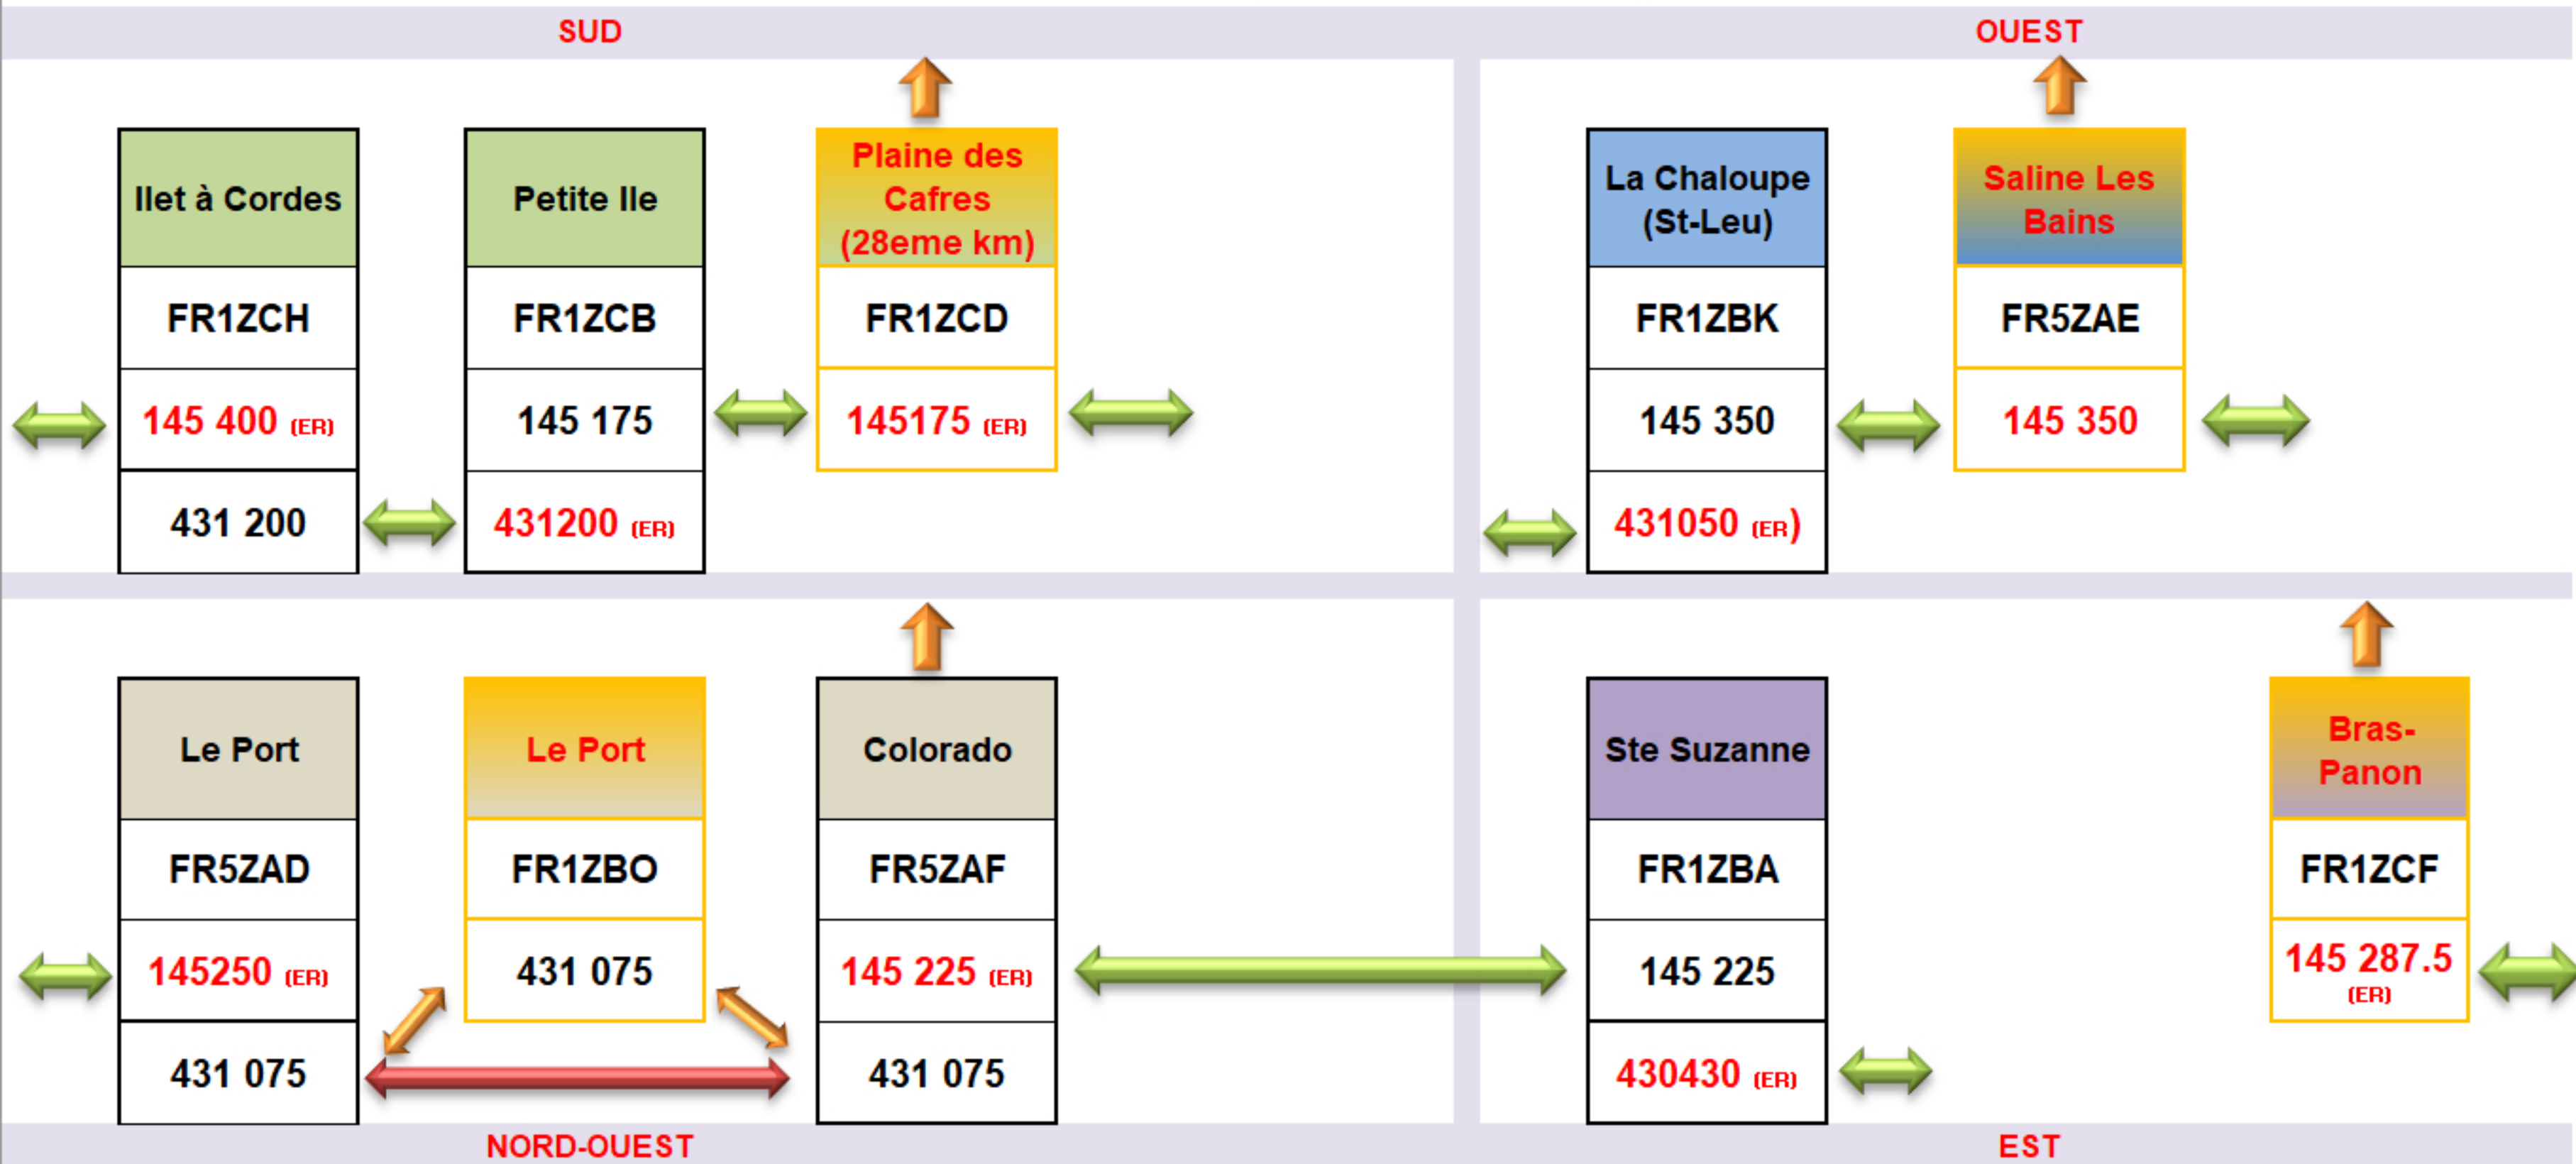 SUD
OUEST
Ilet à Cordes
FR1ZCH
145 400 (ER)
431 200
Petite Ile
FR1ZCB
145 175
431200 (ER)
Plaine des
Cafres
(28eme km)
FR1ZCD
145175 (ER)
La Chaloupe
(St-Leu)
FR1ZBK
145 350
431050 (ER)
Saline Les
Bains
FR5ZAE
145 350
Le Port
FR5ZAD
145250 (ER)
431 075
Le Port
FR1ZBO
431 075
Colorado
FR5ZAF
145 225 (ER)
431 075
Ste Suzanne
FR1ZBA
145 225
430430 (ER)
Bras-
Panon
FR1ZCF
145 287.5
(ER)
NORD-OUEST
EST